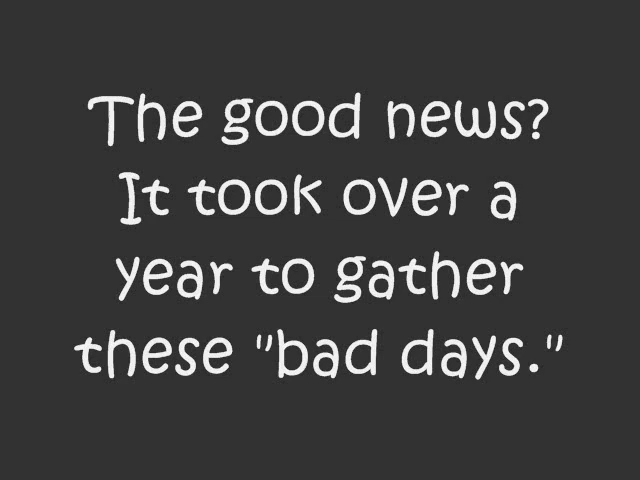 The good news?
It took over a
year to gather
these "bad days."